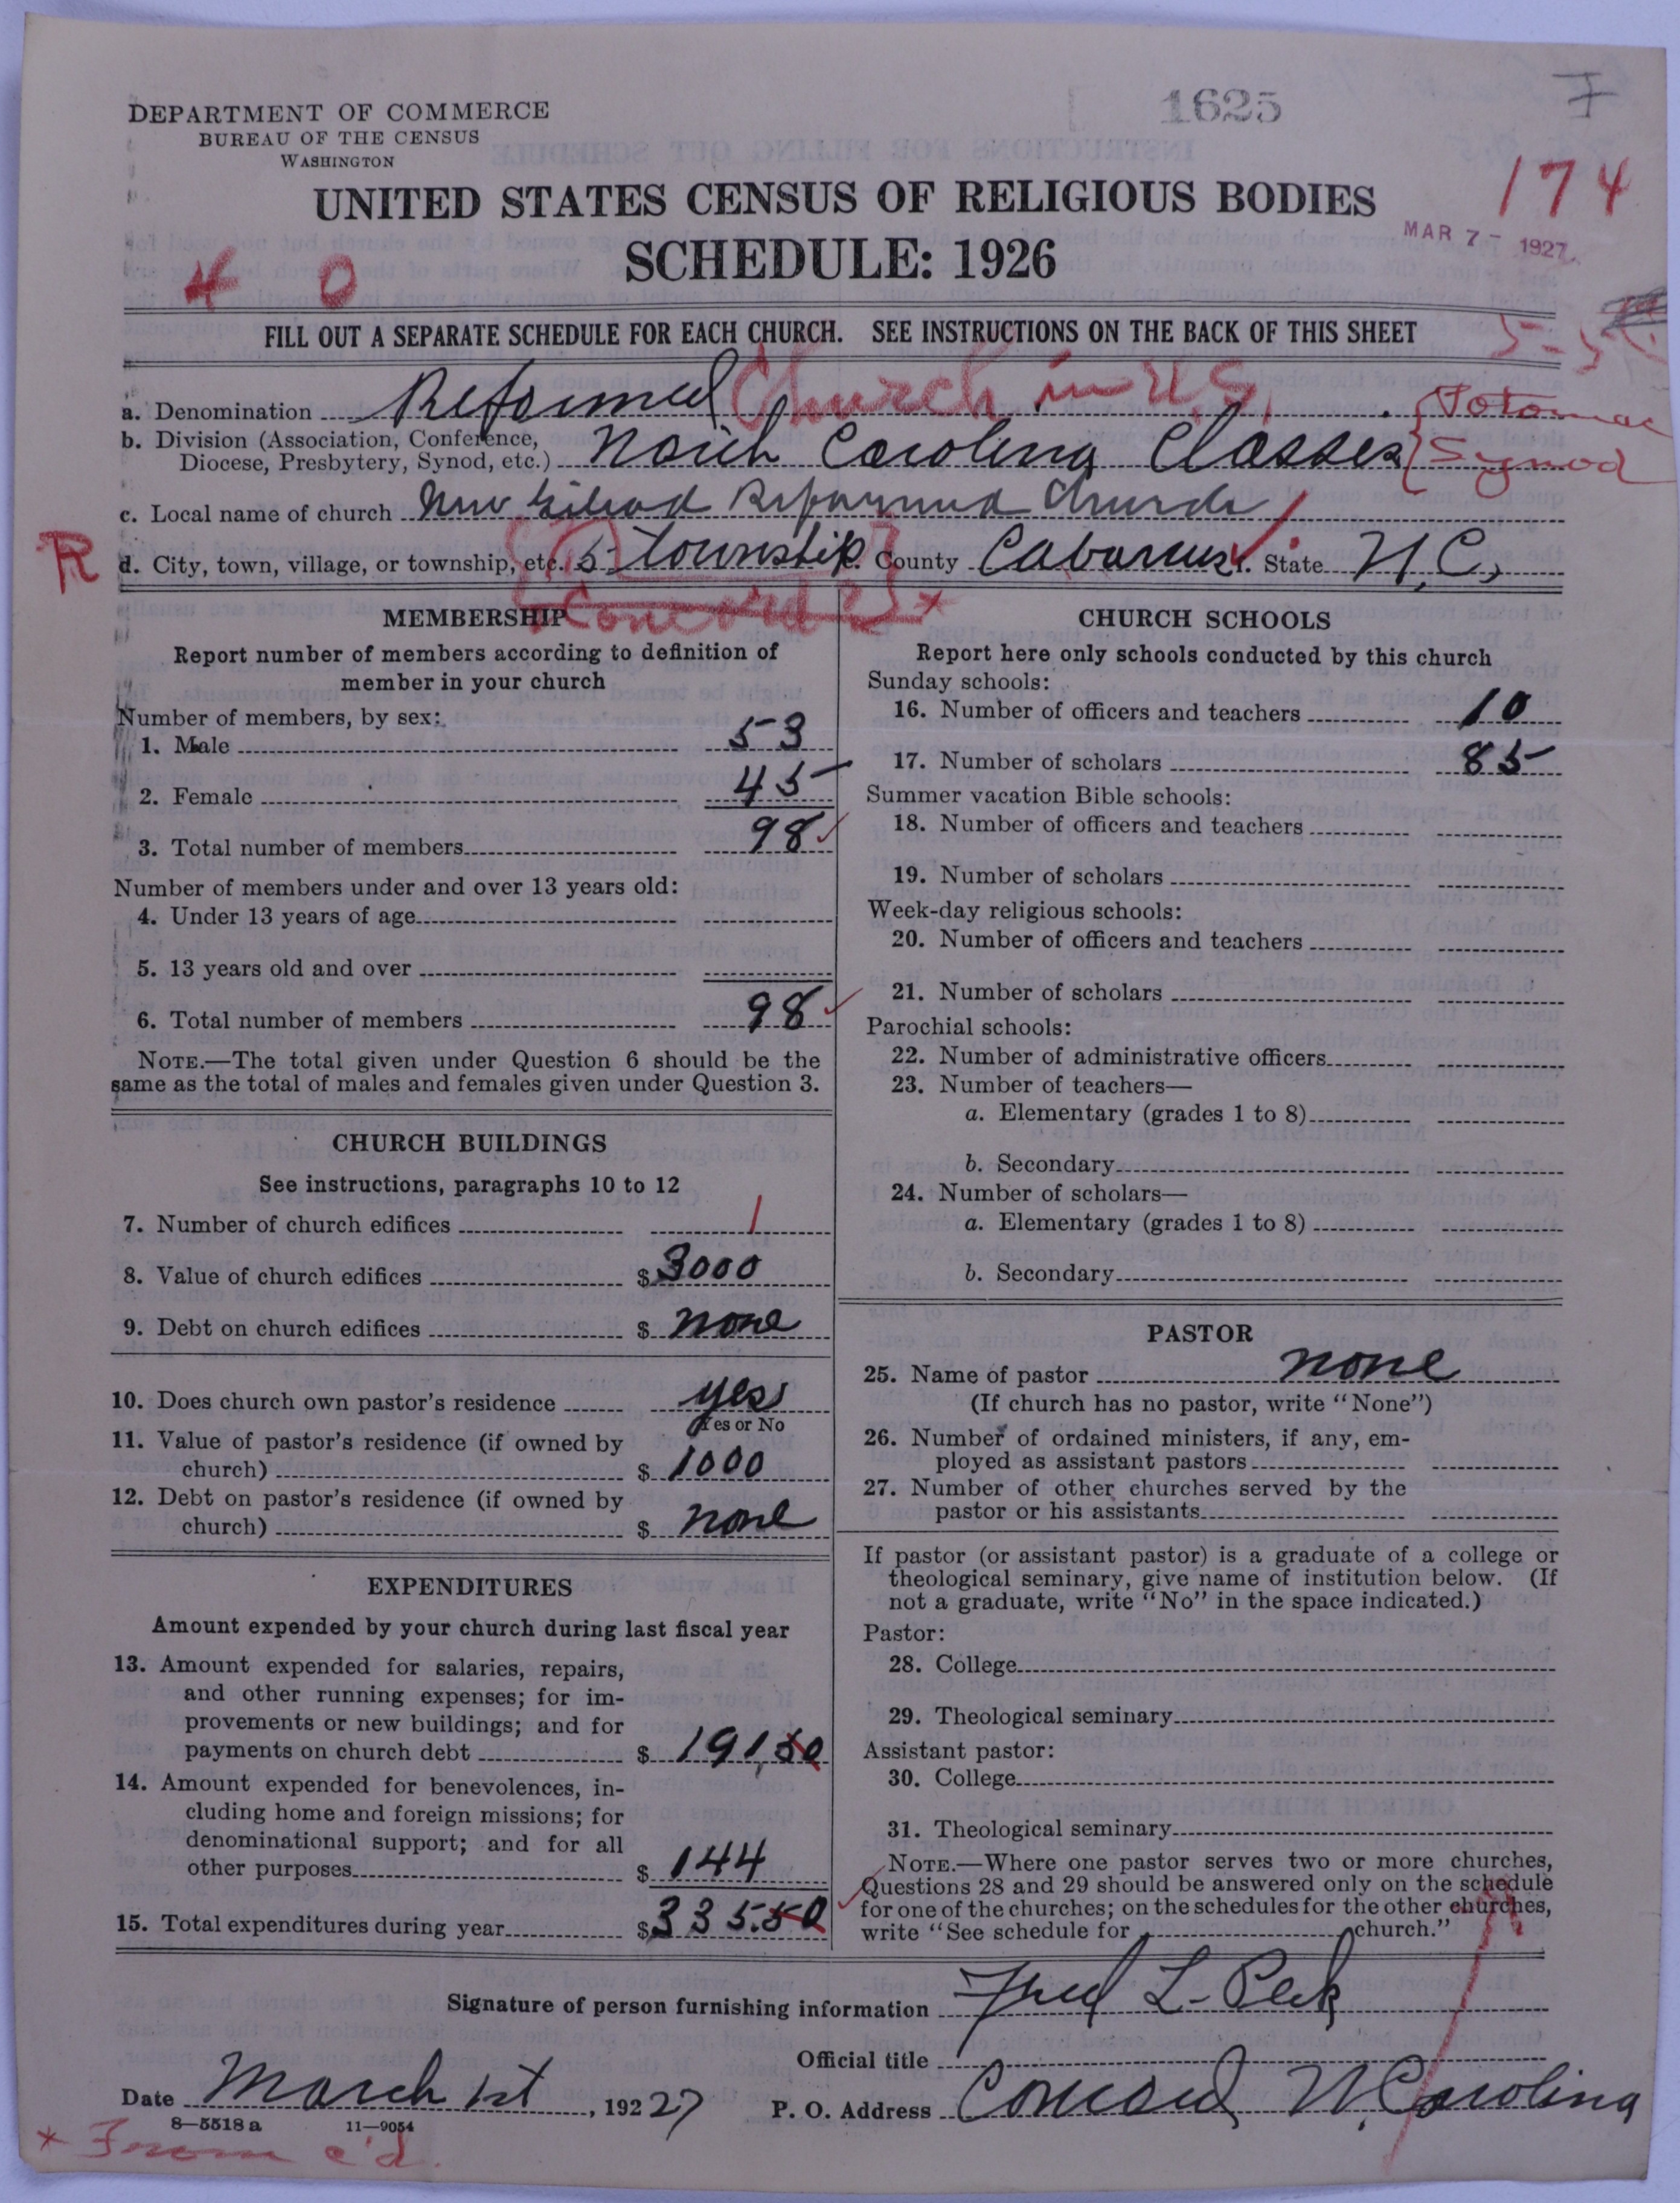 1625
I
DEPARTMENT OF COMMERCE
BUREAU OF THE CENSUS
WASHINGTON
174
UNITED STATES CENSUS OF RELIGIOUS BODIES
SCHEDULE: 1926
MAR 7 - 1927
4 0
FILL OUT A SEPARATE SCHEDULE FOR EACH CHURCH. SEE INSTRUCTIONS ON THE BACK OF THIS SHEET
a. Denomination Reformed Church in U.S.
b. Division (Association, Conference,
Diocese, Presbytery, Synod, etc.) North Carolina Classes { Potomac Synod
c. Local name of church New Gilead Reformed Church
R
d. City, town, village, or township, etc. 5 township County Cabarrus State N.C.
Concord 2 *
MEMBERSHIP
Report number of members according to definition of
member in your church
Number of members, by sex:
1. Male 53
2. Female 45
3. Total number of members 98
Number of members under and over 13 years old:
4. Under 13 years of age
5. 13 years old and over
6. Total number of members 98
NOTE.—The total given under Question 6 should be the
same as the total of males and females given under Question 3.
CHURCH BUILDINGS
See instructions, paragraphs 10 to 12
7. Number of church edifices 1
8. Value of church edifices $ 3000
9. Debt on church edifices $ none
10. Does church own pastor's residence yes
Yes or No
11. Value of pastor's residence (if owned by
church) $ 1000
12. Debt on pastor's residence (if owned by
church) $ none
EXPENDITURES
Amount expended by your church during last fiscal year
13. Amount expended for salaries, repairs,
and other running expenses; for im-
provements or new buildings; and for
payments on church debt $ 191,50
14. Amount expended for benevolences, in-
cluding home and foreign missions; for
denominational support; and for all
other purposes $ 144
15. Total expenditures during year $ 335.50
CHURCH SCHOOLS
Report here only schools conducted by this church
Sunday schools:
16. Number of officers and teachers 10
17. Number of scholars 85
Summer vacation Bible schools:
18. Number of officers and teachers
19. Number of scholars
Week-day religious schools:
20. Number of officers and teachers
21. Number of scholars
Parochial schools:
22. Number of administrative officers
23. Number of teachers—
a. Elementary (grades 1 to 8)
b. Secondary
24. Number of scholars—
a. Elementary (grades 1 to 8)
b. Secondary
PASTOR
25. Name of pastor none
(If church has no pastor, write "None")
26. Number of ordained ministers, if any, em-
ployed as assistant pastors
27. Number of other churches served by the
pastor or his assistants
If pastor (or assistant pastor) is a graduate of a college or
theological seminary, give name of institution below. (If
not a graduate, write "No" in the space indicated.)
Pastor:
28. College
29. Theological seminary
Assistant pastor:
30. College
31. Theological seminary
NOTE.—Where one pastor serves two or more churches,
Questions 28 and 29 should be answered only on the schedule
for one of the churches; on the schedules for the other churches,
write "See schedule for church."
Signature of person furnishing information Fred L. Peck
Official title
Date March 1st, 192 27
P. O. Address Concord, N. Carolina
8—5518 a 11—9054
* From c'd.